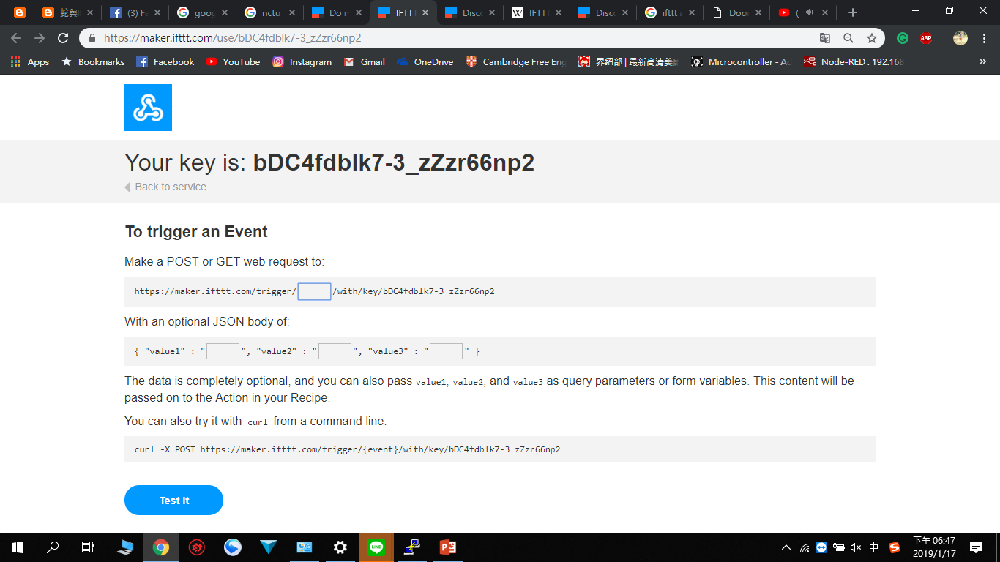 (3) Fa
goog
nctu
Do n
IFTT
Disco
IFTT
Disco
ifttt a
Door
(
https://maker.ifttt.com/use/bDC4fdblk7-3_zZzr66np2
ABP
Apps Bookmarks Facebook YouTube Instagram Gmail OneDrive Cambridge Free Eng 界紹部 | 最新高清美 Microcontroller - Ad Node-RED : 192.168 »
Your key is: bDC4fdblk7-3_zZzr66np2
Back to service
To trigger an Event
Make a POST or GET web request to:
https://maker.ifttt.com/trigger/ /with/key/bDC4fdblk7-3_zZzr66np2
With an optional JSON body of:
{ "value1" : " ", "value2" : " ", "value3" : " " }
The data is completely optional, and you can also pass value1, value2, and value3 as query parameters or form variables. This content will be
passed on to the Action in your Recipe.
You can also try it with curl from a command line.
curl -X POST https://maker.ifttt.com/trigger/{event}/with/key/bDC4fdblk7-3_zZzr66np2
Test It
LINE
中
下午 06:47
2019/1/17